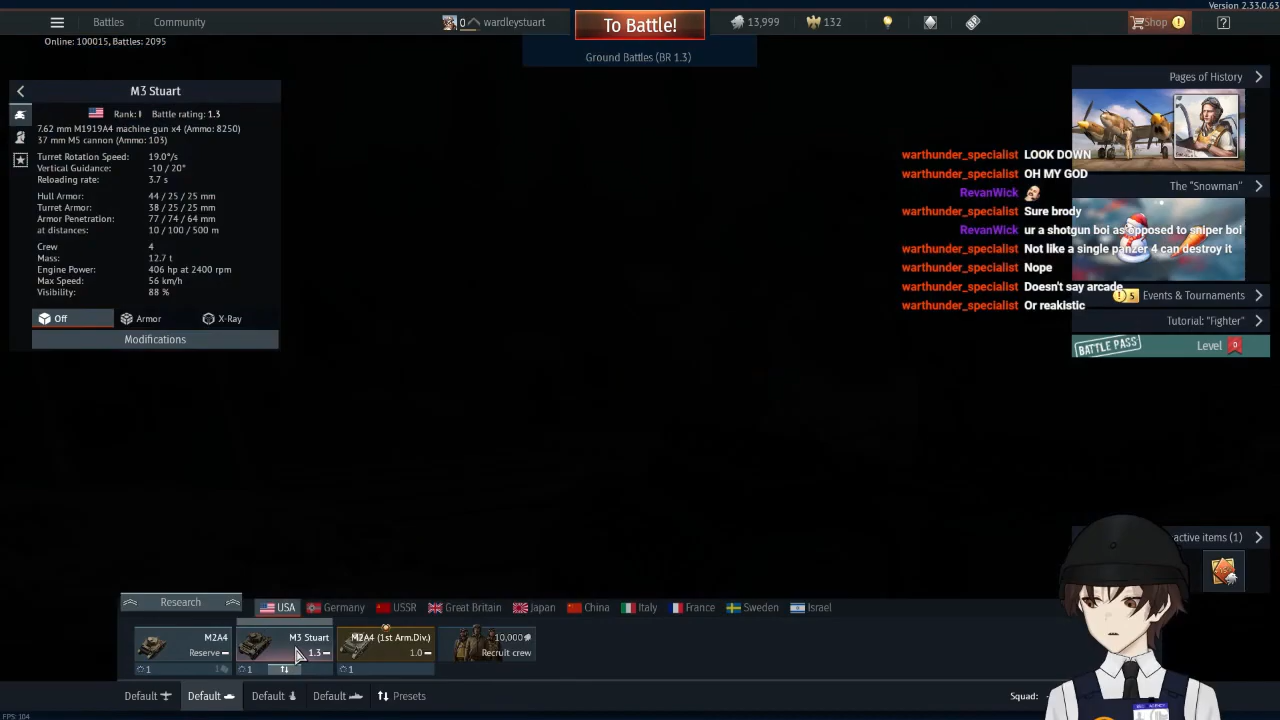 Version 2.33.0.63
Battles
Community
0
wardleystuart
To Battle!
13,999
132
Shop
Online: 100015, Battles: 2095
Ground Battles (BR 1.3)
M3 Stuart
Rank: I Battle rating: 1.3
7.62 mm M1919A4 machine gun x4 (Ammo: 8250)
37 mm M5 cannon (Ammo: 103)
Turret Rotation Speed: 19.0°/s
Vertical Guidance: -10 / 20°
Reloading rate: 3.7 s
Hull Armor: 44 / 25 / 25 mm
Turret Armor: 38 / 25 / 25 mm
Armor Penetration: 77 / 74 / 64 mm
at distances: 10 / 100 / 500 m
Crew 4
Mass: 12.7 t
Engine Power: 406 hp at 2400 rpm
Max Speed: 56 km/h
Visibility: 88 %
Off
Armor
X-Ray
Modifications
Pages of History
warthunder_specialist LOOK DOWN
warthunder_specialist OH MY GOD
RevanWick
warthunder_specialist Sure brody
RevanWick ur a shotgun boi as opposed to sniper boi
warthunder_specialist Not like a single panzer 4 can destroy it
warthunder_specialist Nope
warthunder_specialist Doesn't say arcade
warthunder_specialist Or reakistic
The "Snowman"
5 Events & Tournaments
Tutorial: "Fighter"
BATTLE PASS Level 0
active items (1)
Research
USA
Germany
USSR
Great Britain
Japan
China
Italy
France
Sweden
Israel
M2A4
Reserve
1
M3 Stuart
1.3
1
M2A4 (1st Arm.Div.)
1.0
1
10,000
Recruit crew
Default
Default
Default
Default
Presets
Squad:
FPS: 104